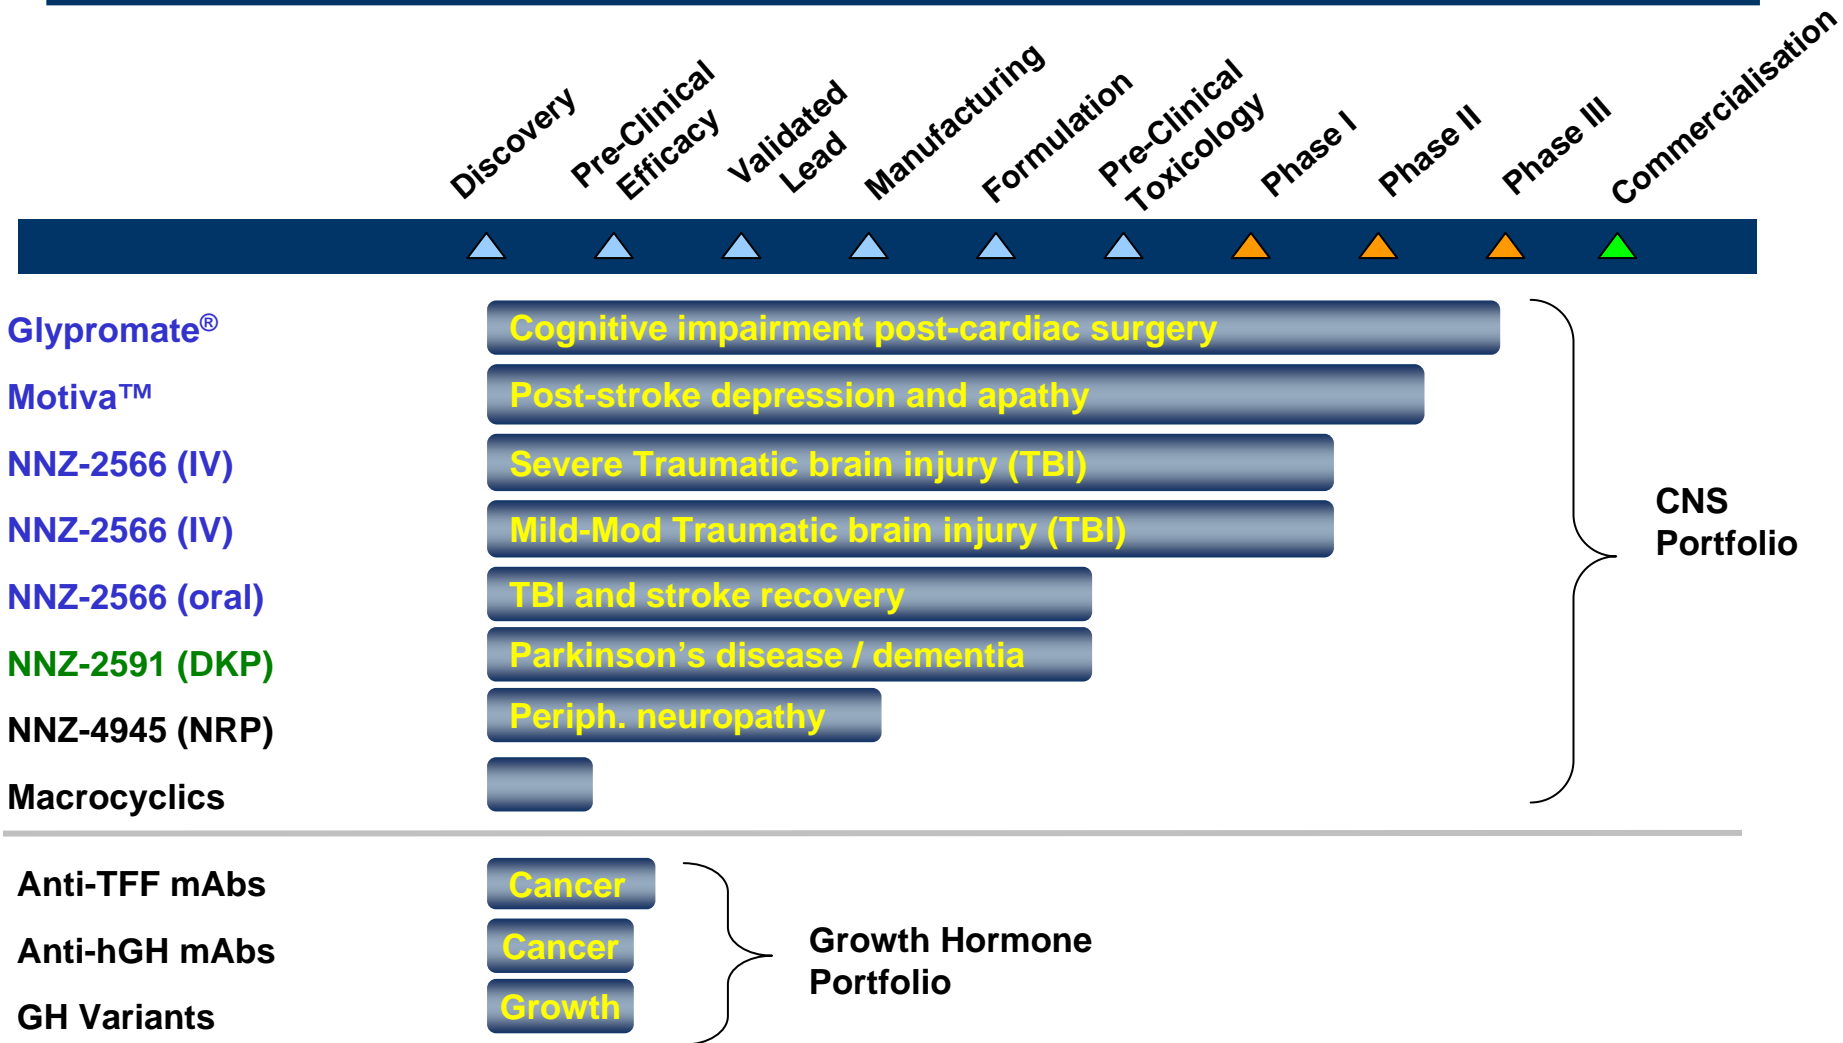 Discovery
Pre-Clinical
Efficacy
Validated
Lead
Manufacturing
Formulation
Pre-Clinical
Toxicology
Phase I
Phase II
Phase III
Commercialisation
Glypromate® Cognitive impairment post-cardiac surgery
Motiva™ Post-stroke depression and apathy
NNZ-2566 (IV) Severe Traumatic brain injury (TBI)
NNZ-2566 (IV) Mild-Mod Traumatic brain injury (TBI)
NNZ-2566 (oral) TBI and stroke recovery
NNZ-2591 (DKP) Parkinson’s disease / dementia
NNZ-4945 (NRP) Periph. neuropathy
Macrocyclics
CNS
Portfolio
Anti-TFF mAbs Cancer
Anti-hGH mAbs Cancer
GH Variants Growth
Growth Hormone
Portfolio